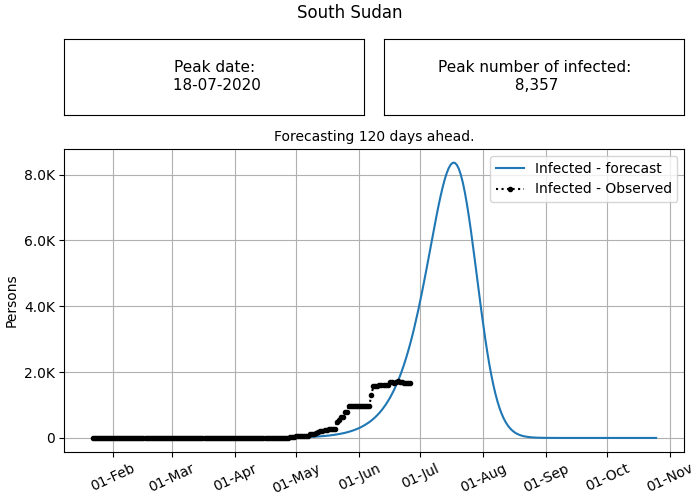 South Sudan
Peak date:
18-07-2020
Peak number of infected:
8,357
Forecasting 120 days ahead.
Infected - forecast
Infected - Observed
Persons
8.0K
6.0K
4.0K
2.0K
0
01-Feb
01-Mar
01-Apr
01-May
01-Jun
01-Jul
01-Aug
01-Sep
01-Oct
01-Nov